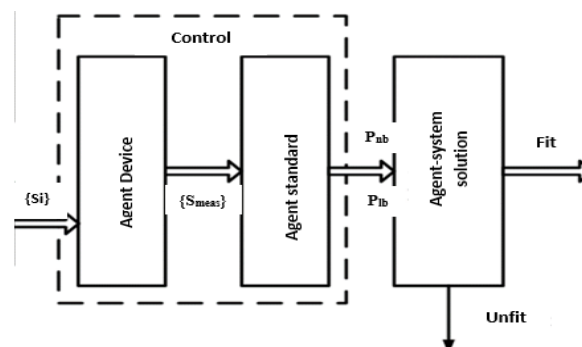 Control
{Si}
Agent Device
{Smeas}
Agent standard
Pnb
Plb
Agent-system
solution
Fit
Unfit